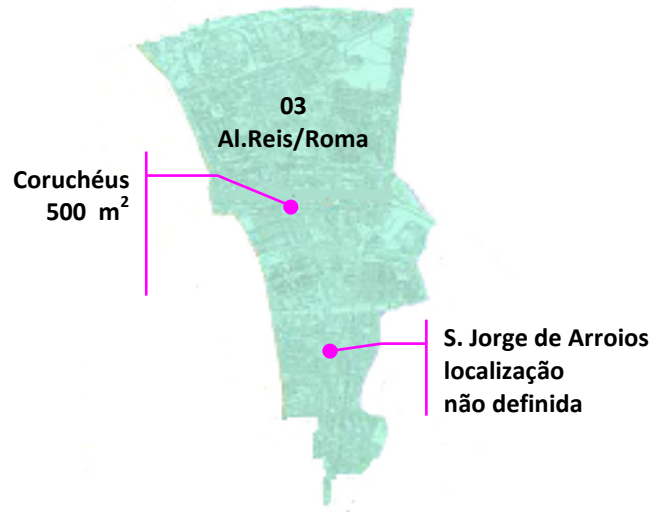 03
Al.Reis/Roma
Coruchéus
500 m²
S. Jorge de Arroios
localização
não definida